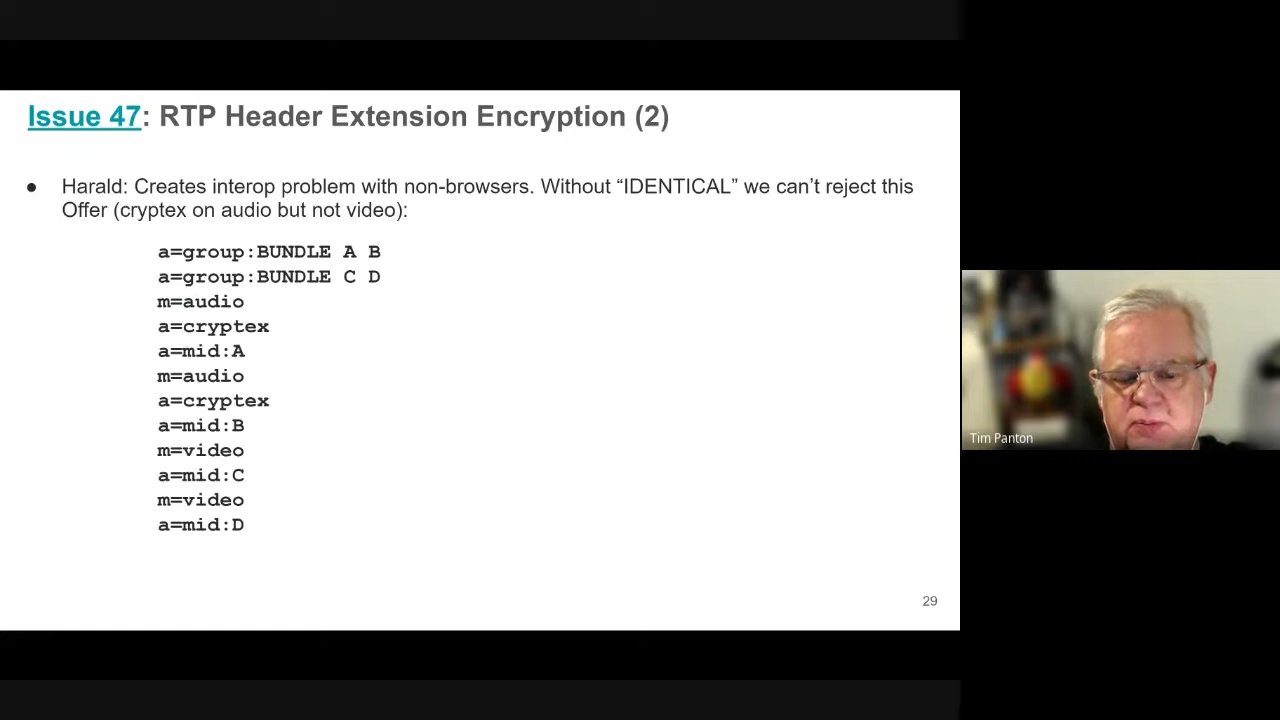 Issue 47: RTP Header Extension Encryption (2)
● Harald: Creates interop problem with non-browsers. Without “IDENTICAL” we can’t reject this
Offer (cryptex on audio but not video):
a=group:BUNDLE A B
a=group:BUNDLE C D
m=audio
a=cryptex
a=mid:A
m=audio
a=cryptex
a=mid:B
m=video
a=mid:C
m=video
a=mid:D
29
Tim Panton